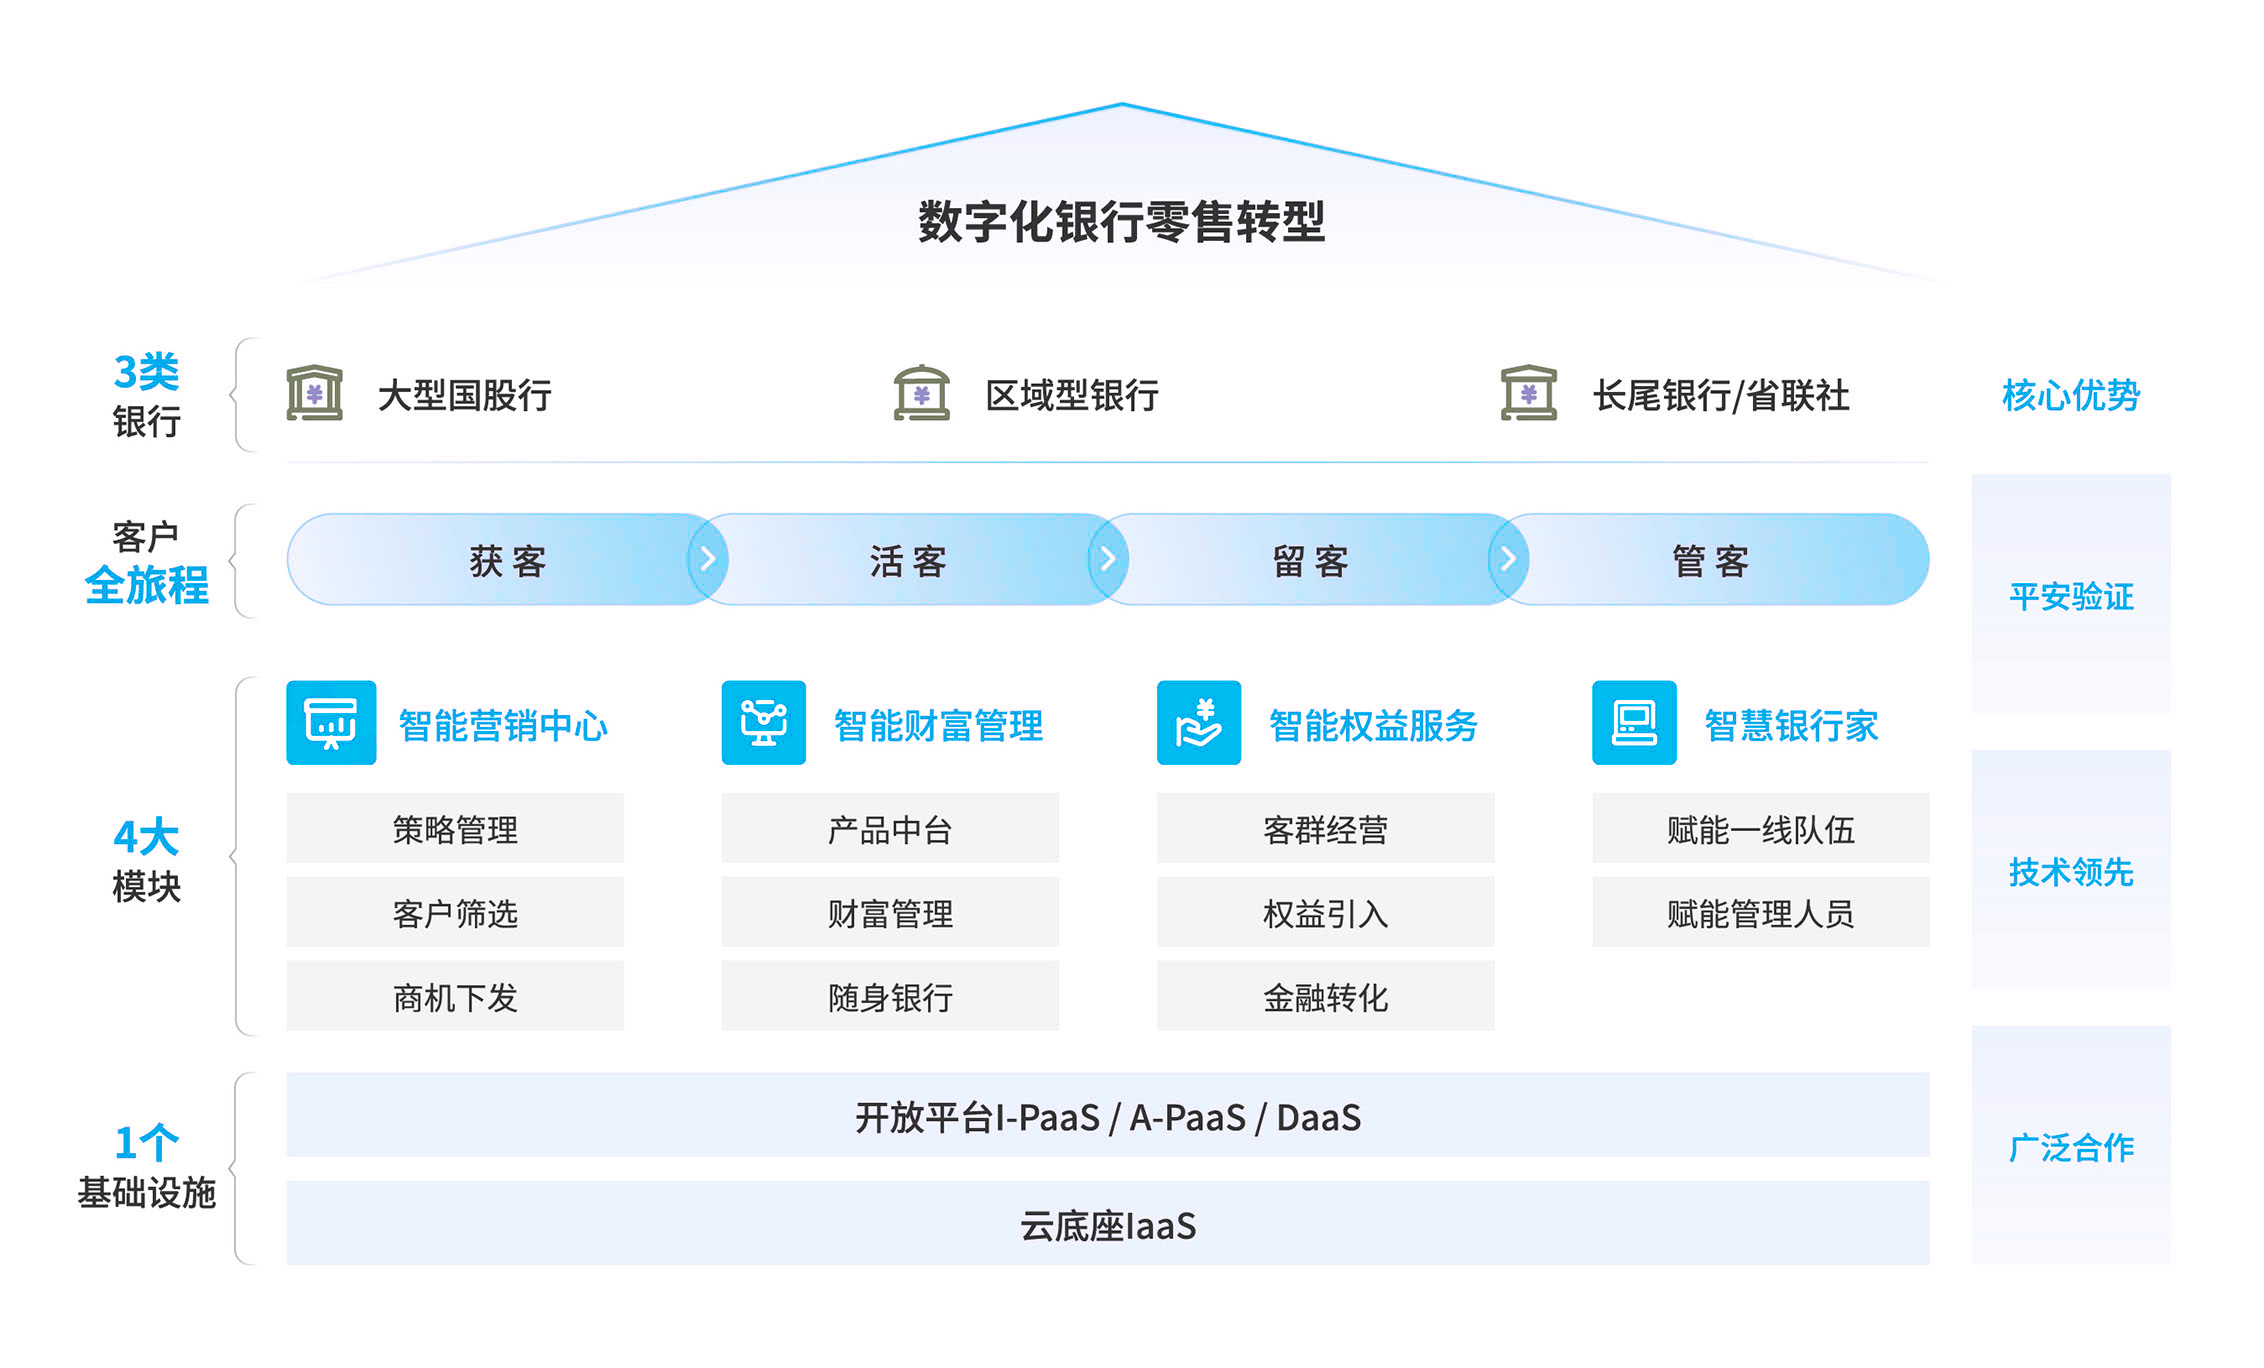 数字化银行零售转型
3类
银行
大型国股行
区域型银行
长尾银行/省联社
核心优势
客户
全旅程
获客
活客
留客
管客
平安验证
4大
模块
智能营销中心
智能财富管理
智能权益服务
智慧银行家
策略管理
产品中台
客群经营
赋能一线队伍
客户筛选
财富管理
权益引入
赋能管理人员
商机下发
随身银行
金融转化
技术领先
1个
基础设施
开放平台I-PaaS / A-PaaS / DaaS
云底座IaaS
广泛合作